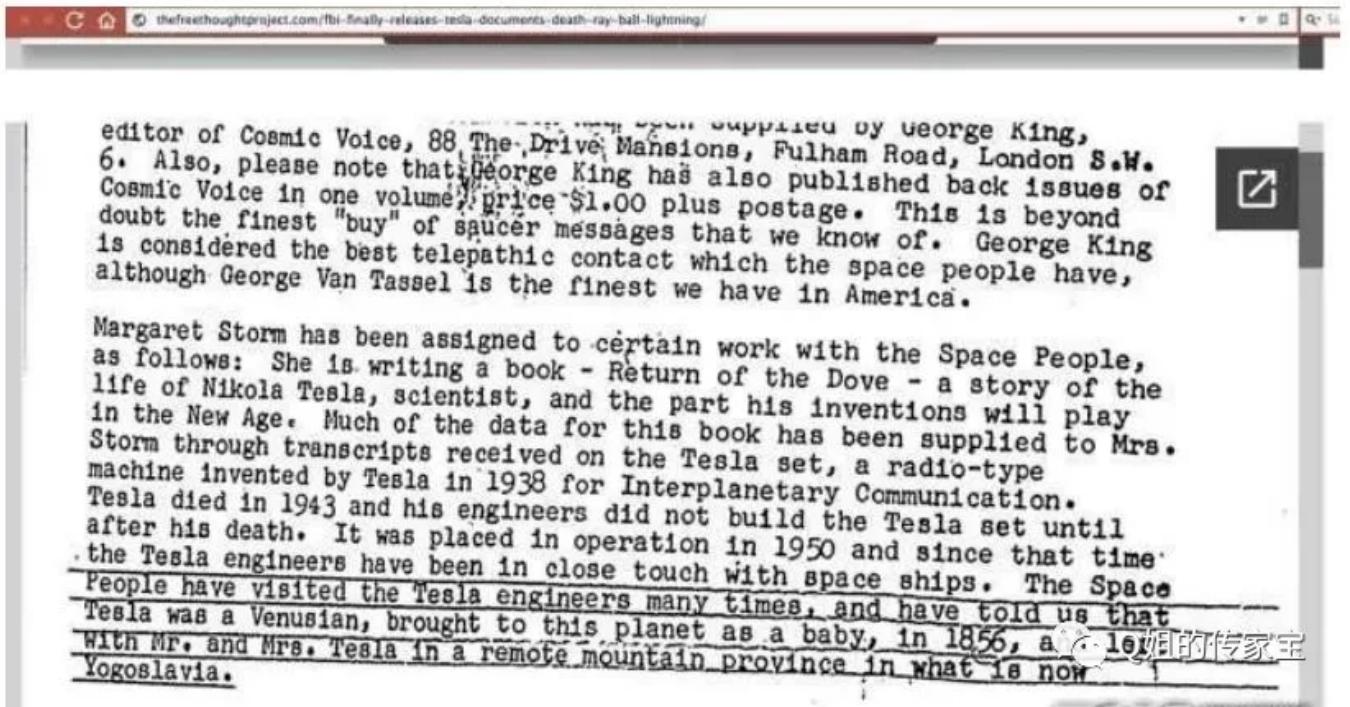 thefreethoughtproject.com/fbi-finally-releases-tesla-documents-death-ray-ball-lightning/
been supplied by George King,
editor of Cosmic Voice, 88 The Drive Mansions, Fulham Road, London S.W.
6. Also, please note that George King has also published back issues of
Cosmic Voice in one volume, price $1.00 plus postage. This is beyond
doubt the finest "buy" of saucer messages that we know of. George King
is considered the best telepathic contact which the space people have,
although George Van Tassel is the finest we have in America.
Margaret Storm has been assigned to certain work with the Space People,
as follows: She is writing a book - Return of the Dove - a story of the
life of Nikola Tesla, scientist, and the part his inventions will play
in the New Age. Much of the data for this book has been supplied to Mrs.
Storm through transcripts received on the Tesla set, a radio-type
machine invented by Tesla in 1938 for Interplanetary Communication.
Tesla died in 1943 and his engineers did not build the Tesla set until
after his death. It was placed in operation in 1950 and since that time
the Tesla engineers have been in close touch with space ships. The Space
People have visited the Tesla engineers many times, and have told us that
Tesla was a Venusian, brought to this planet as a baby, in 1856,
with Mr. and Mrs. Tesla in a remote mountain province in what is now
Yogoslavia.
姐的传家宝